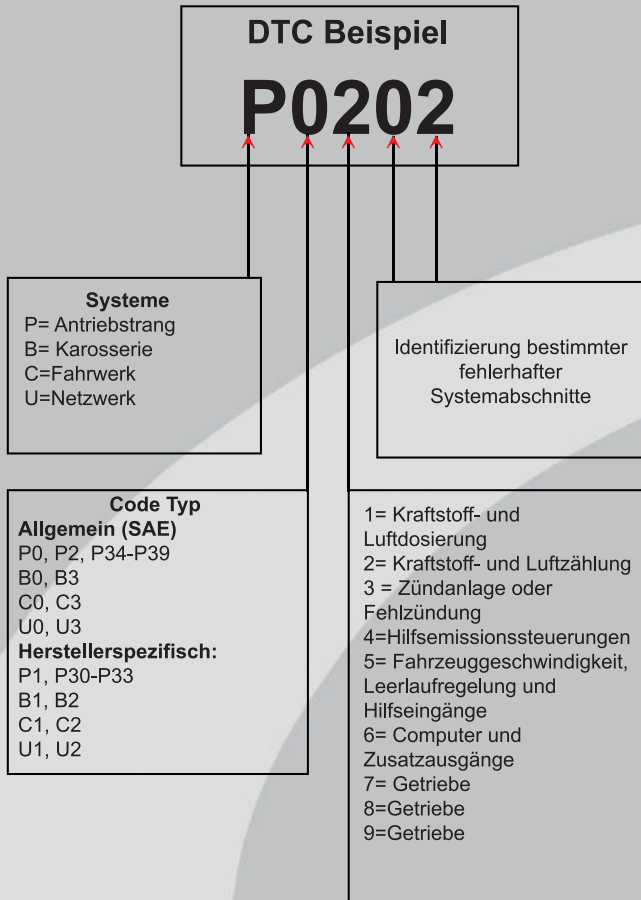 DTC Beispiel
P0202
Systeme
P= Antriebstrang
B= Karosserie
C=Fahrwerk
U=Netzwerk
Identifizierung bestimmter
fehlerhafter
Systemabschnitte
Code Typ
Allgemein (SAE)
P0, P2, P34-P39
B0, B3
C0, C3
U0, U3
Herstellerspezifisch:
P1, P30-P33
B1, B2
C1, C2
U1, U2
1= Kraftstoff- und
Luftdosierung
2= Kraftstoff- und Luftzählung
3 = Zündanlage oder
Fehlzündung
4=Hilfsemissionssteuerungen
5= Fahrzeuggeschwindigkeit,
Leerlaufregelung und
Hilfseingänge
6= Computer und
Zusatzausgänge
7= Getriebe
8=Getriebe
9=Getriebe